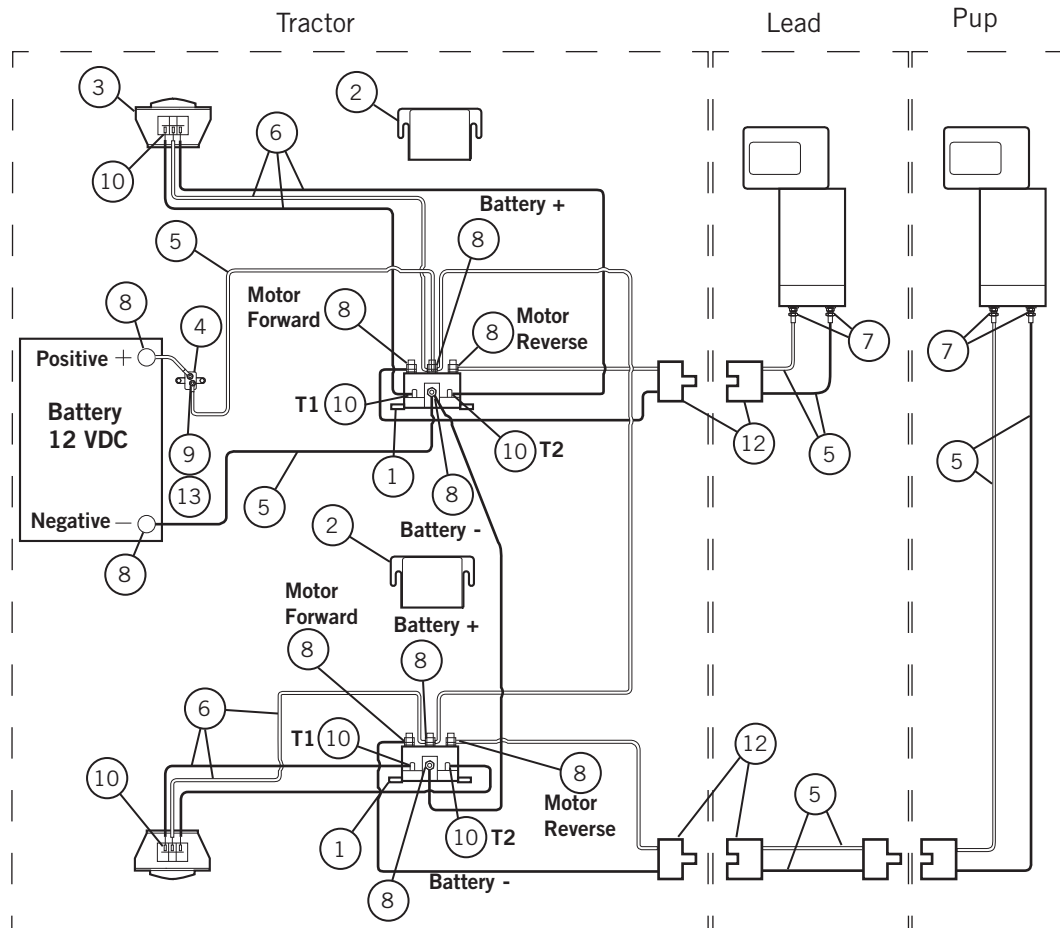 Tractor
Lead
Pup
3
2
6
10
Battery +
8
5
Motor
Forward
8
8
Motor
Reverse
8
4
7
7
Positive +
Battery
12 VDC
T1 10
10 T2
12
5
5
9
1
13
5
8
Negative —
Battery -
2
8
Motor
Forward
Battery +
8
8
6
T1 10
12
8
5
10
Motor
Reverse
10 T2
1
8
Battery -